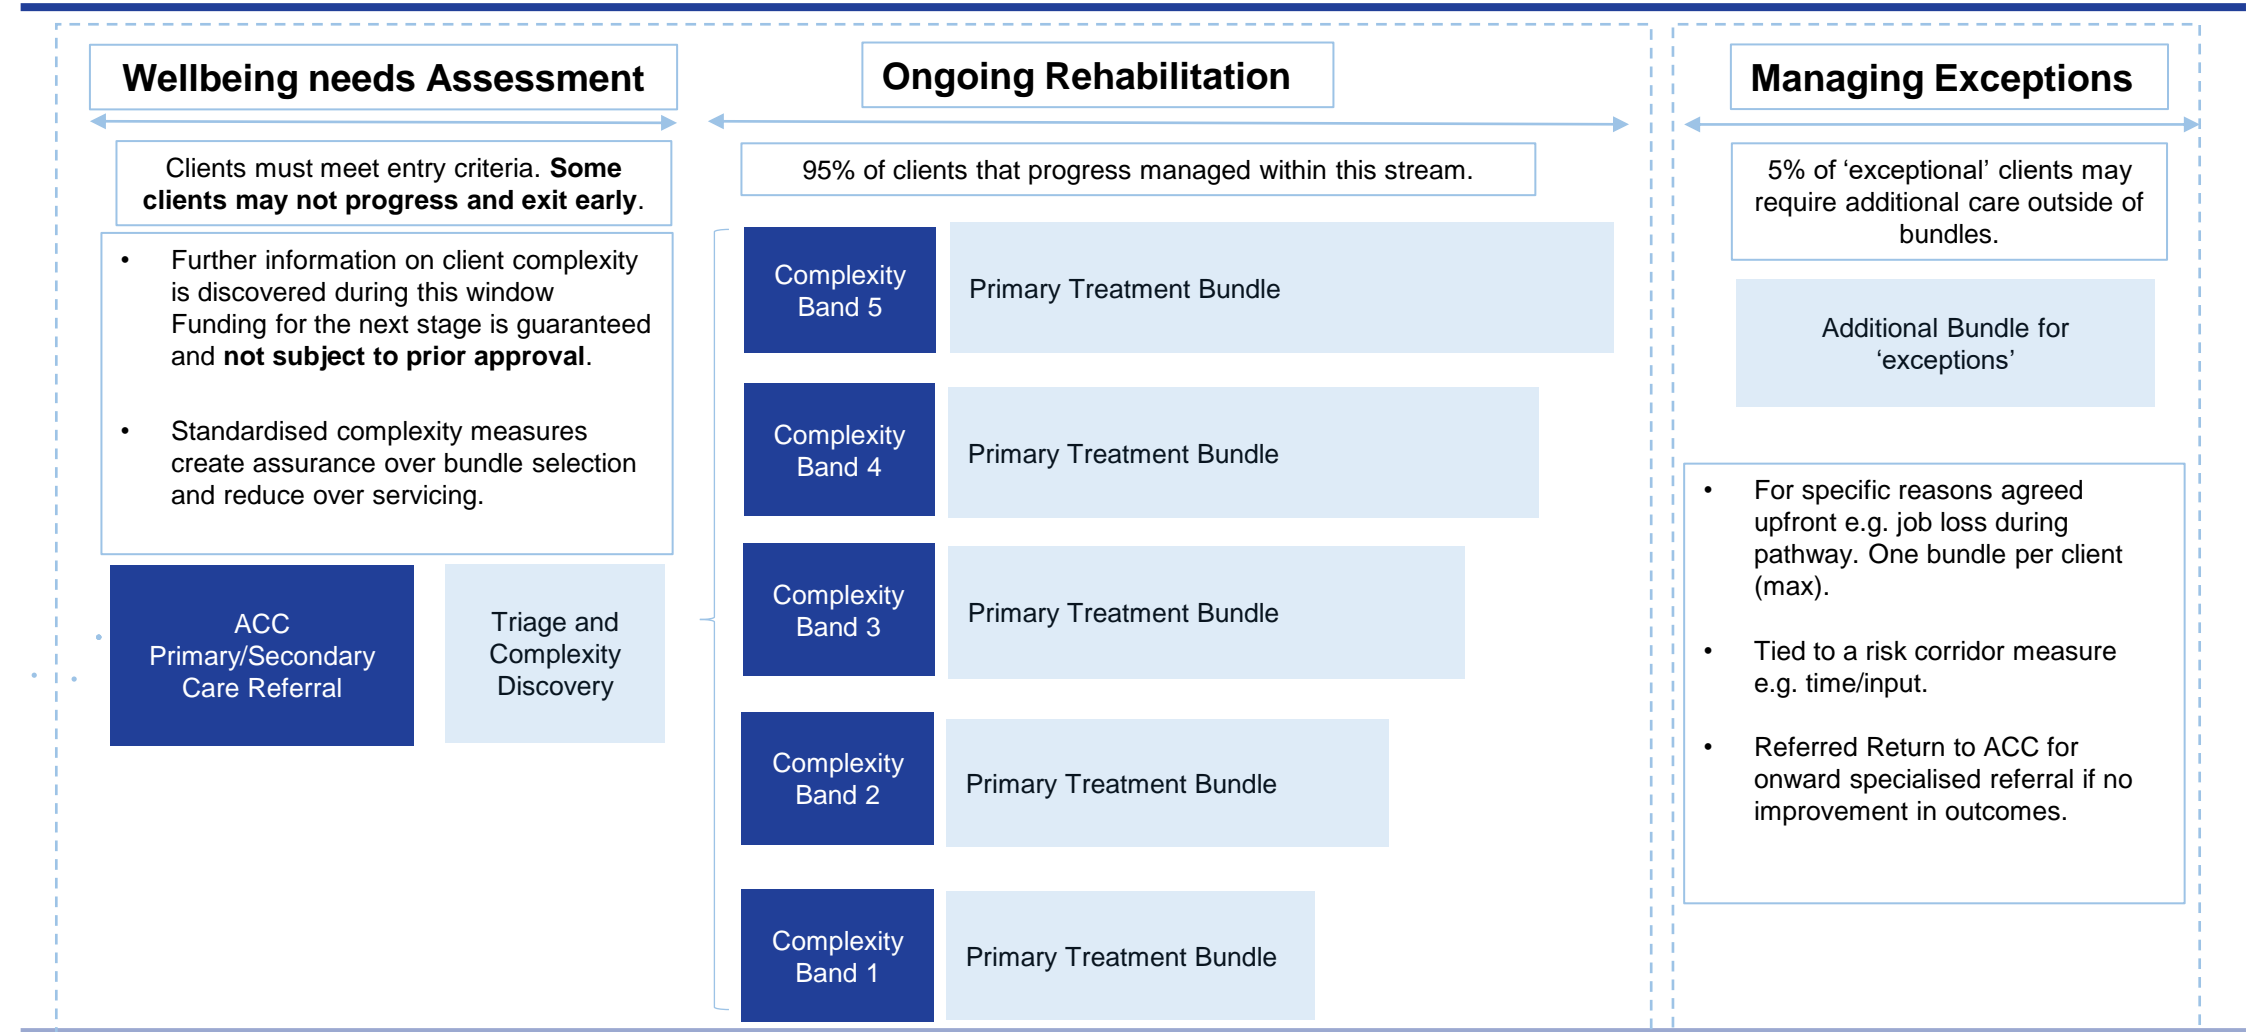 Wellbeing needs Assessment
Clients must meet entry criteria. Some
clients may not progress and exit early.
• Further information on client complexity
is discovered during this window
Funding for the next stage is guaranteed
and not subject to prior approval.
• Standardised complexity measures
create assurance over bundle selection
and reduce over servicing.
ACC
Primary/Secondary
Care Referral
Triage and
Complexity
Discovery
Ongoing Rehabilitation
95% of clients that progress managed within this stream.
Complexity
Band 5
Primary Treatment Bundle
Complexity
Band 4
Primary Treatment Bundle
Complexity
Band 3
Primary Treatment Bundle
Complexity
Band 2
Primary Treatment Bundle
Complexity
Band 1
Primary Treatment Bundle
Managing Exceptions
5% of ‘exceptional’ clients may
require additional care outside of
bundles.
Additional Bundle for
‘exceptions’
• For specific reasons agreed
upfront e.g. job loss during
pathway. One bundle per client
(max).
• Tied to a risk corridor measure
e.g. time/input.
• Referred Return to ACC for
onward specialised referral if no
improvement in outcomes.